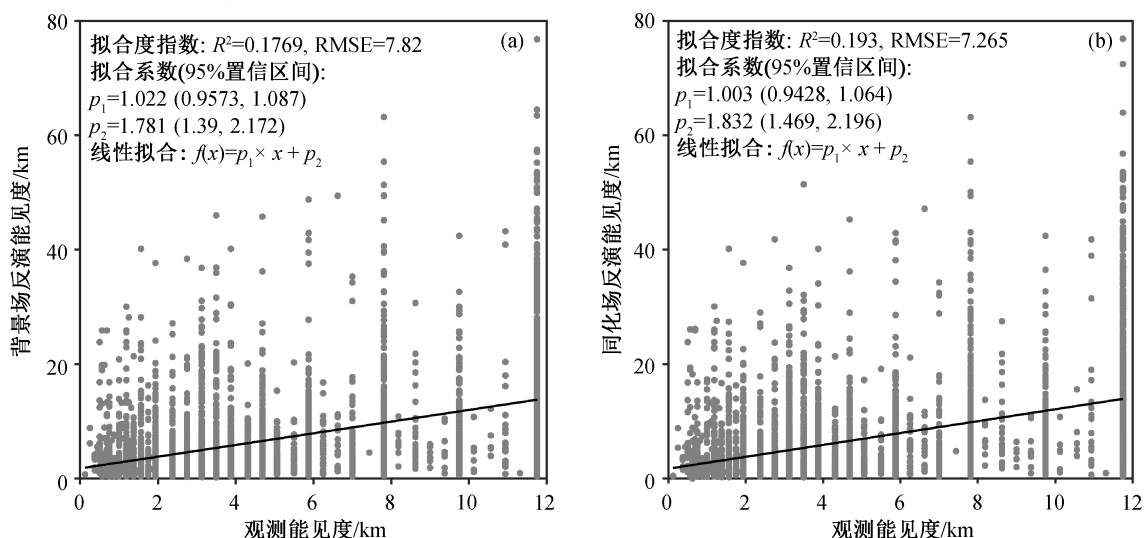 80
60
40
20
0
背景场反演能见度/km
拟合度指数: R²=0.1769, RMSE=7.82
(a)
拟合系数(95%置信区间):
p₁=1.022 (0.9573, 1.087)
p₂=1.781 (1.39, 2.172)
线性拟合: f(x)=p₁× x + p₂
0 2 4 6 8 10 12
观测能见度/km
80
60
40
20
0
同化场反演能见度/km
拟合度指数: R²=0.193, RMSE=7.265
(b)
拟合系数(95%置信区间):
p₁=1.003 (0.9428, 1.064)
p₂=1.832 (1.469, 2.196)
线性拟合: f(x)=p₁× x + p₂
0 2 4 6 8 10 12
观测能见度/km